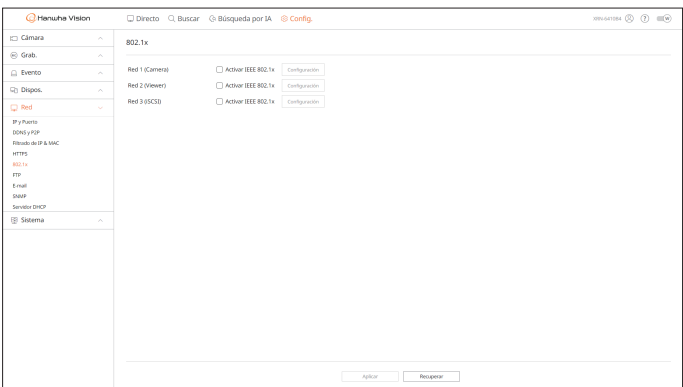 Hanwha Vision
Directo Buscar Búsqueda por IA Config.
XRN-6410B4 ? W
Cámara
Grab.
Evento
Dispos.
Red
IP y Puerto
DDNS y P2P
Filtrado de IP & MAC
HTTPS
802.1x
FTP
E-mail
SNMP
Servidor DHCP
Sistema
802.1x
Red 1 (Camera) Activar IEEE 802.1x Configuración
Red 2 (Viewer) Activar IEEE 802.1x Configuración
Red 3 (iSCSI) Activar IEEE 802.1x Configuración
Aplicar Recuperar